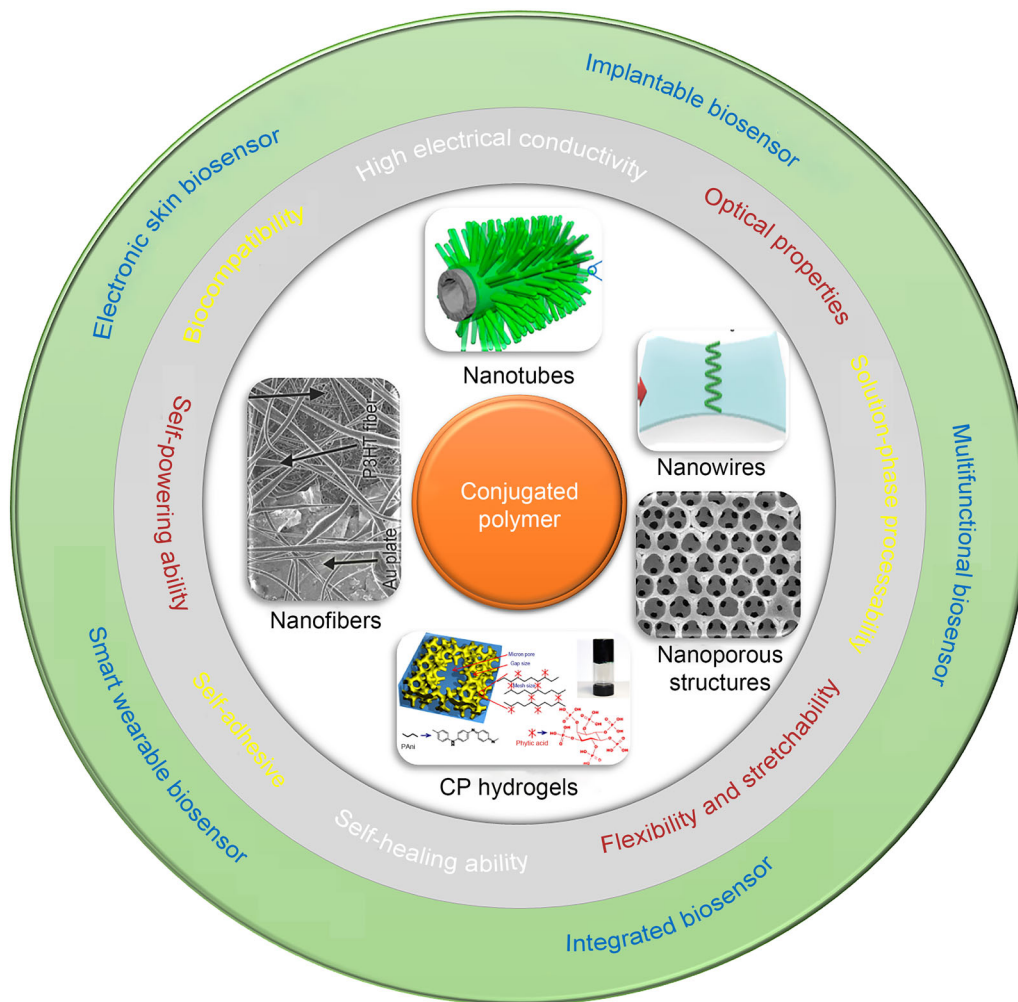 Implantable biosensor
Electronic skin biosensor
High electrical conductivity
Optical properties
Biocompatibility
Nanotubes
Solution-phase processability
Multifunctional biosensor
Self-powering ability
P3HT fiber
Au plate
Nanofibers
Conjugated
polymer
Nanowires
Nanoporous
structures
Micron pore
Gap size
Mesh size
PAni
Phytic acid
HO
OH
CP hydrogels
Smart wearable biosensor
Self-adhesive
Self-healing ability
Flexibility and stretchability
Integrated biosensor